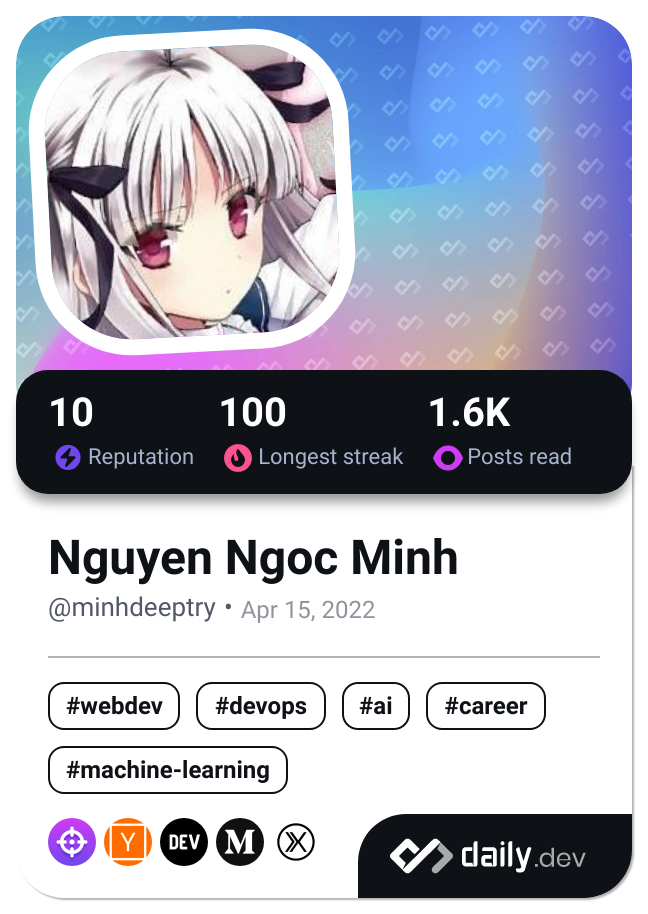 10 100 1.6K
Reputation Longest streak Posts read
Nguyen Ngoc Minh
@minhdeeptry • Apr 15, 2022
#webdev #devops #ai #career
#machine-learning
Y DEV M
daily.dev